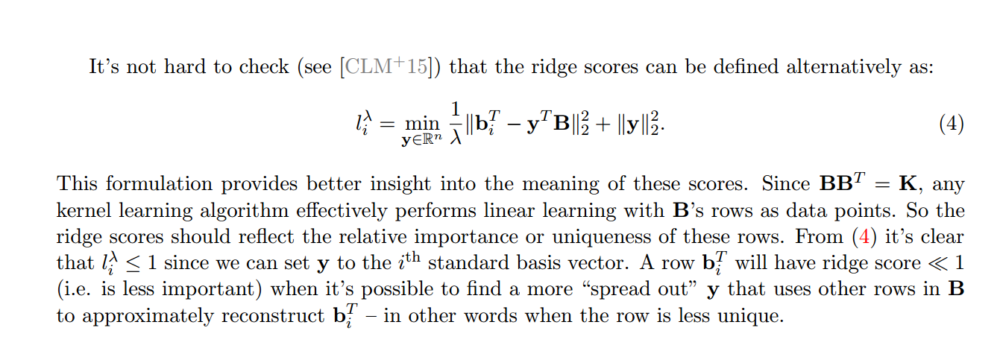 It's not hard to check (see [CLM+15]) that the ridge scores can be defined alternatively as:
$l_i^\lambda = \min_{\mathbf{y} \in \mathbb{R}^n} \frac{1}{\lambda} \|\mathbf{b}_i^T - \mathbf{y}^T \mathbf{B}\|_2^2 + \|\mathbf{y}\|_2^2.$ (4)
This formulation provides better insight into the meaning of these scores. Since $\mathbf{B}\mathbf{B}^T = \mathbf{K}$, any
kernel learning algorithm effectively performs linear learning with $\mathbf{B}$'s rows as data points. So the
ridge scores should reflect the relative importance or uniqueness of these rows. From (4) it's clear
that $l_i^\lambda \leq 1$ since we can set $\mathbf{y}$ to the $i^{\text{th}}$ standard basis vector. A row $\mathbf{b}_i^T$ will have ridge score $\ll 1$
(i.e. is less important) when it's possible to find a more “spread out” $\mathbf{y}$ that uses other rows in $\mathbf{B}$
to approximately reconstruct $\mathbf{b}_i^T$ – in other words when the row is less unique.